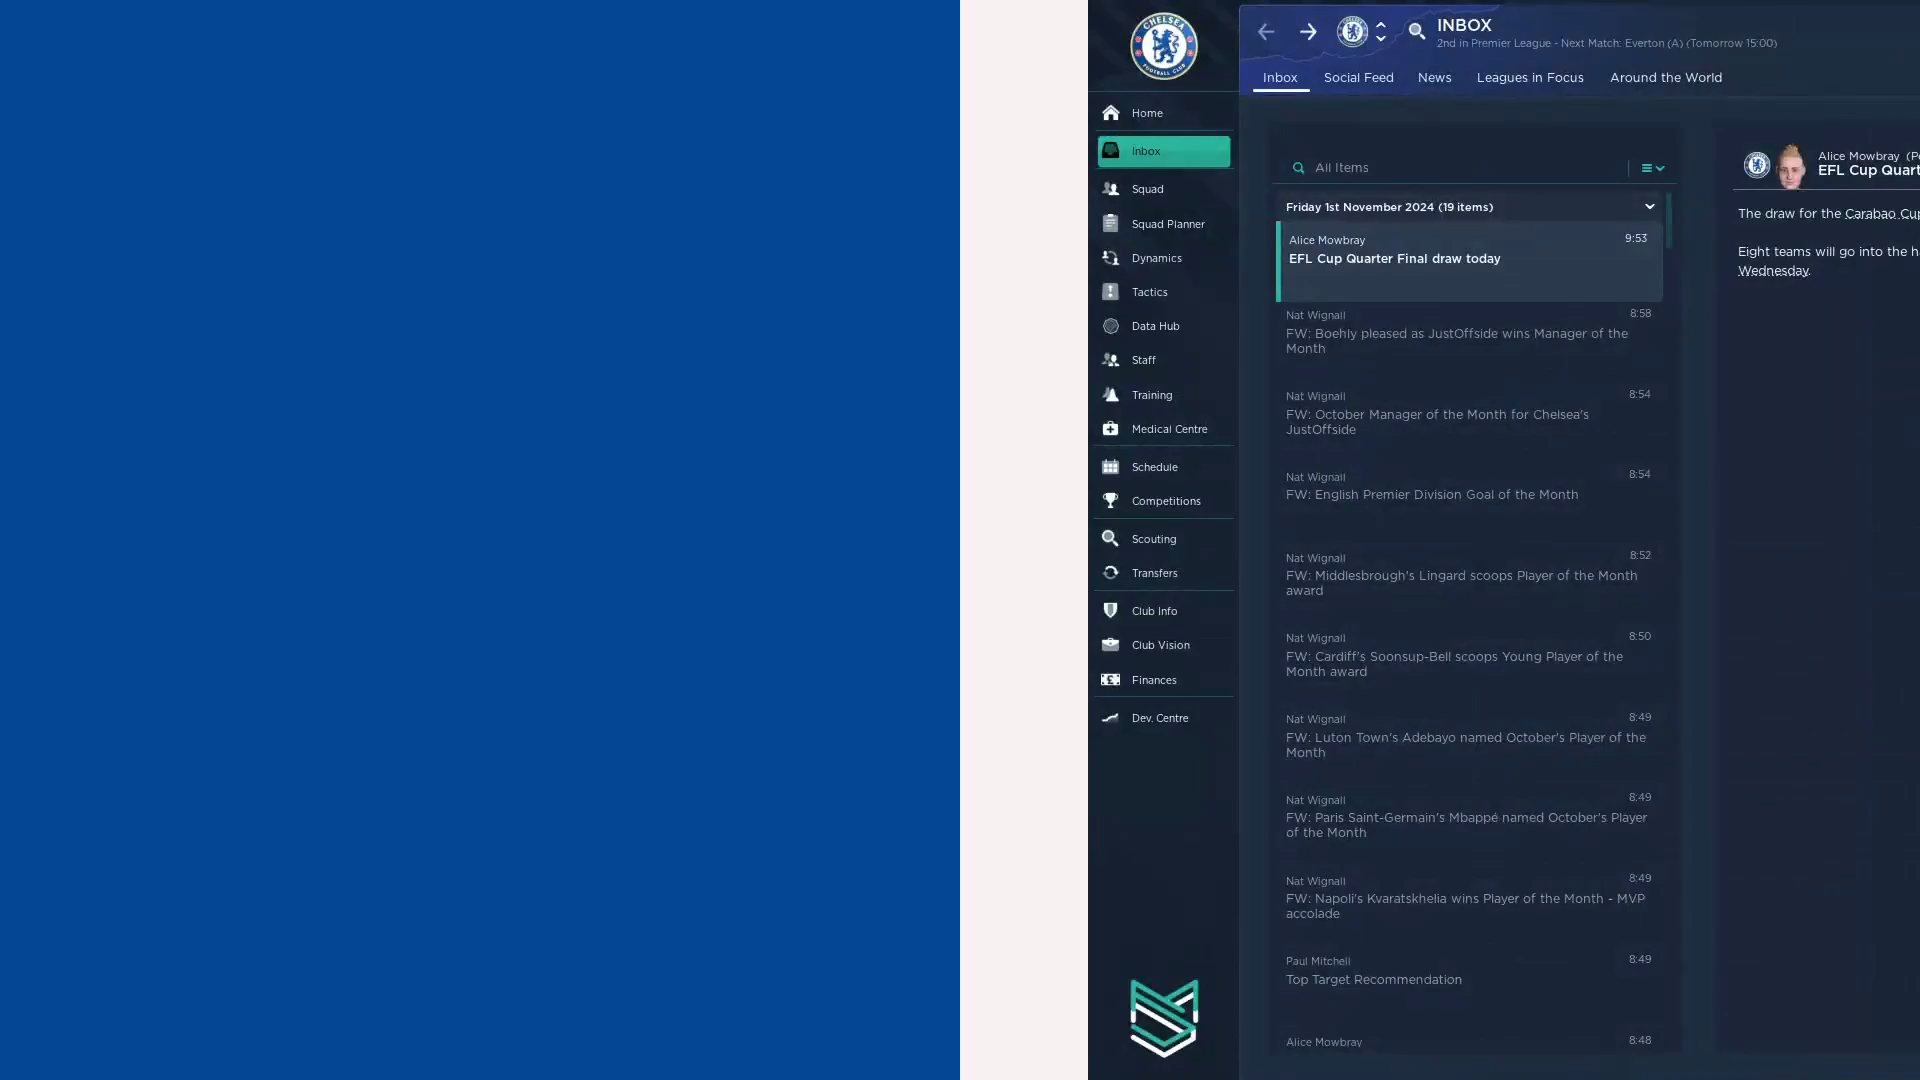 CHELSEA
FOOTBALL CLUB
INBOX
2nd in Premier League - Next Match: Everton (A) (Tomorrow 15:00)
Inbox Social Feed News Leagues in Focus Around the World
Home
Inbox
Squad
Squad Planner
Dynamics
Tactics
Data Hub
Staff
Training
Medical Centre
Schedule
Competitions
Scouting
Transfers
Club Info
Club Vision
Finances
Dev. Centre
All Items
Friday 1st November 2024 (19 items)
Alice Mowbray 9:53
EFL Cup Quarter Final draw today
Nat Wignall 8:58
FW: Boehly pleased as JustOffside wins Manager of the
Month
Nat Wignall 8:54
FW: October Manager of the Month for Chelsea's
JustOffside
Nat Wignall 8:54
FW: English Premier Division Goal of the Month
Nat Wignall 8:52
FW: Middlesbrough's Lingard scoops Player of the Month
award
Nat Wignall 8:50
FW: Cardiff's Soonsup-Bell scoops Young Player of the
Month award
Nat Wignall 8:49
FW: Luton Town's Adebayo named October's Player of the
Month
Nat Wignall 8:49
FW: Paris Saint-Germain's Mbappé named October's Player
of the Month
Nat Wignall 8:49
FW: Napoli's Kvaratskhelia wins Player of the Month - MVP
accolade
Paul Mitchell 8:49
Top Target Recommendation
Alice Mowbray 8:48
Alice Mowbray (P
EFL Cup Quart
The draw for the Carabao Cup
Eight teams will go into the h
Wednesday.